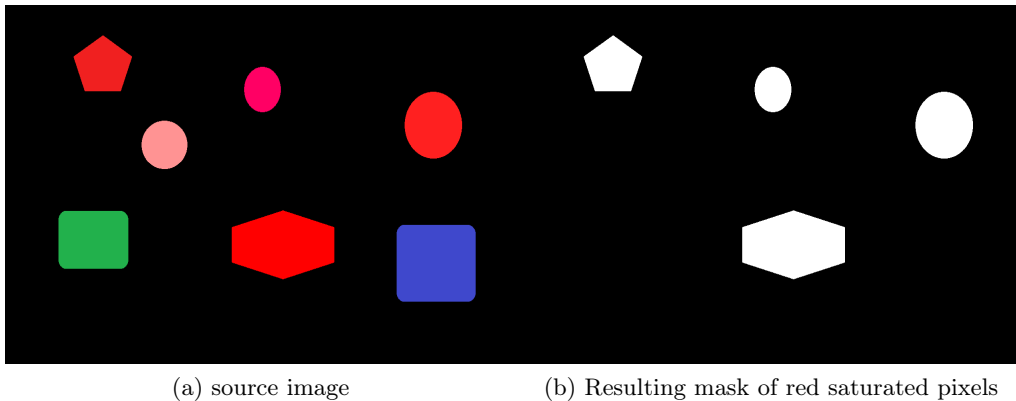 (a) source image
(b) Resulting mask of red saturated pixels